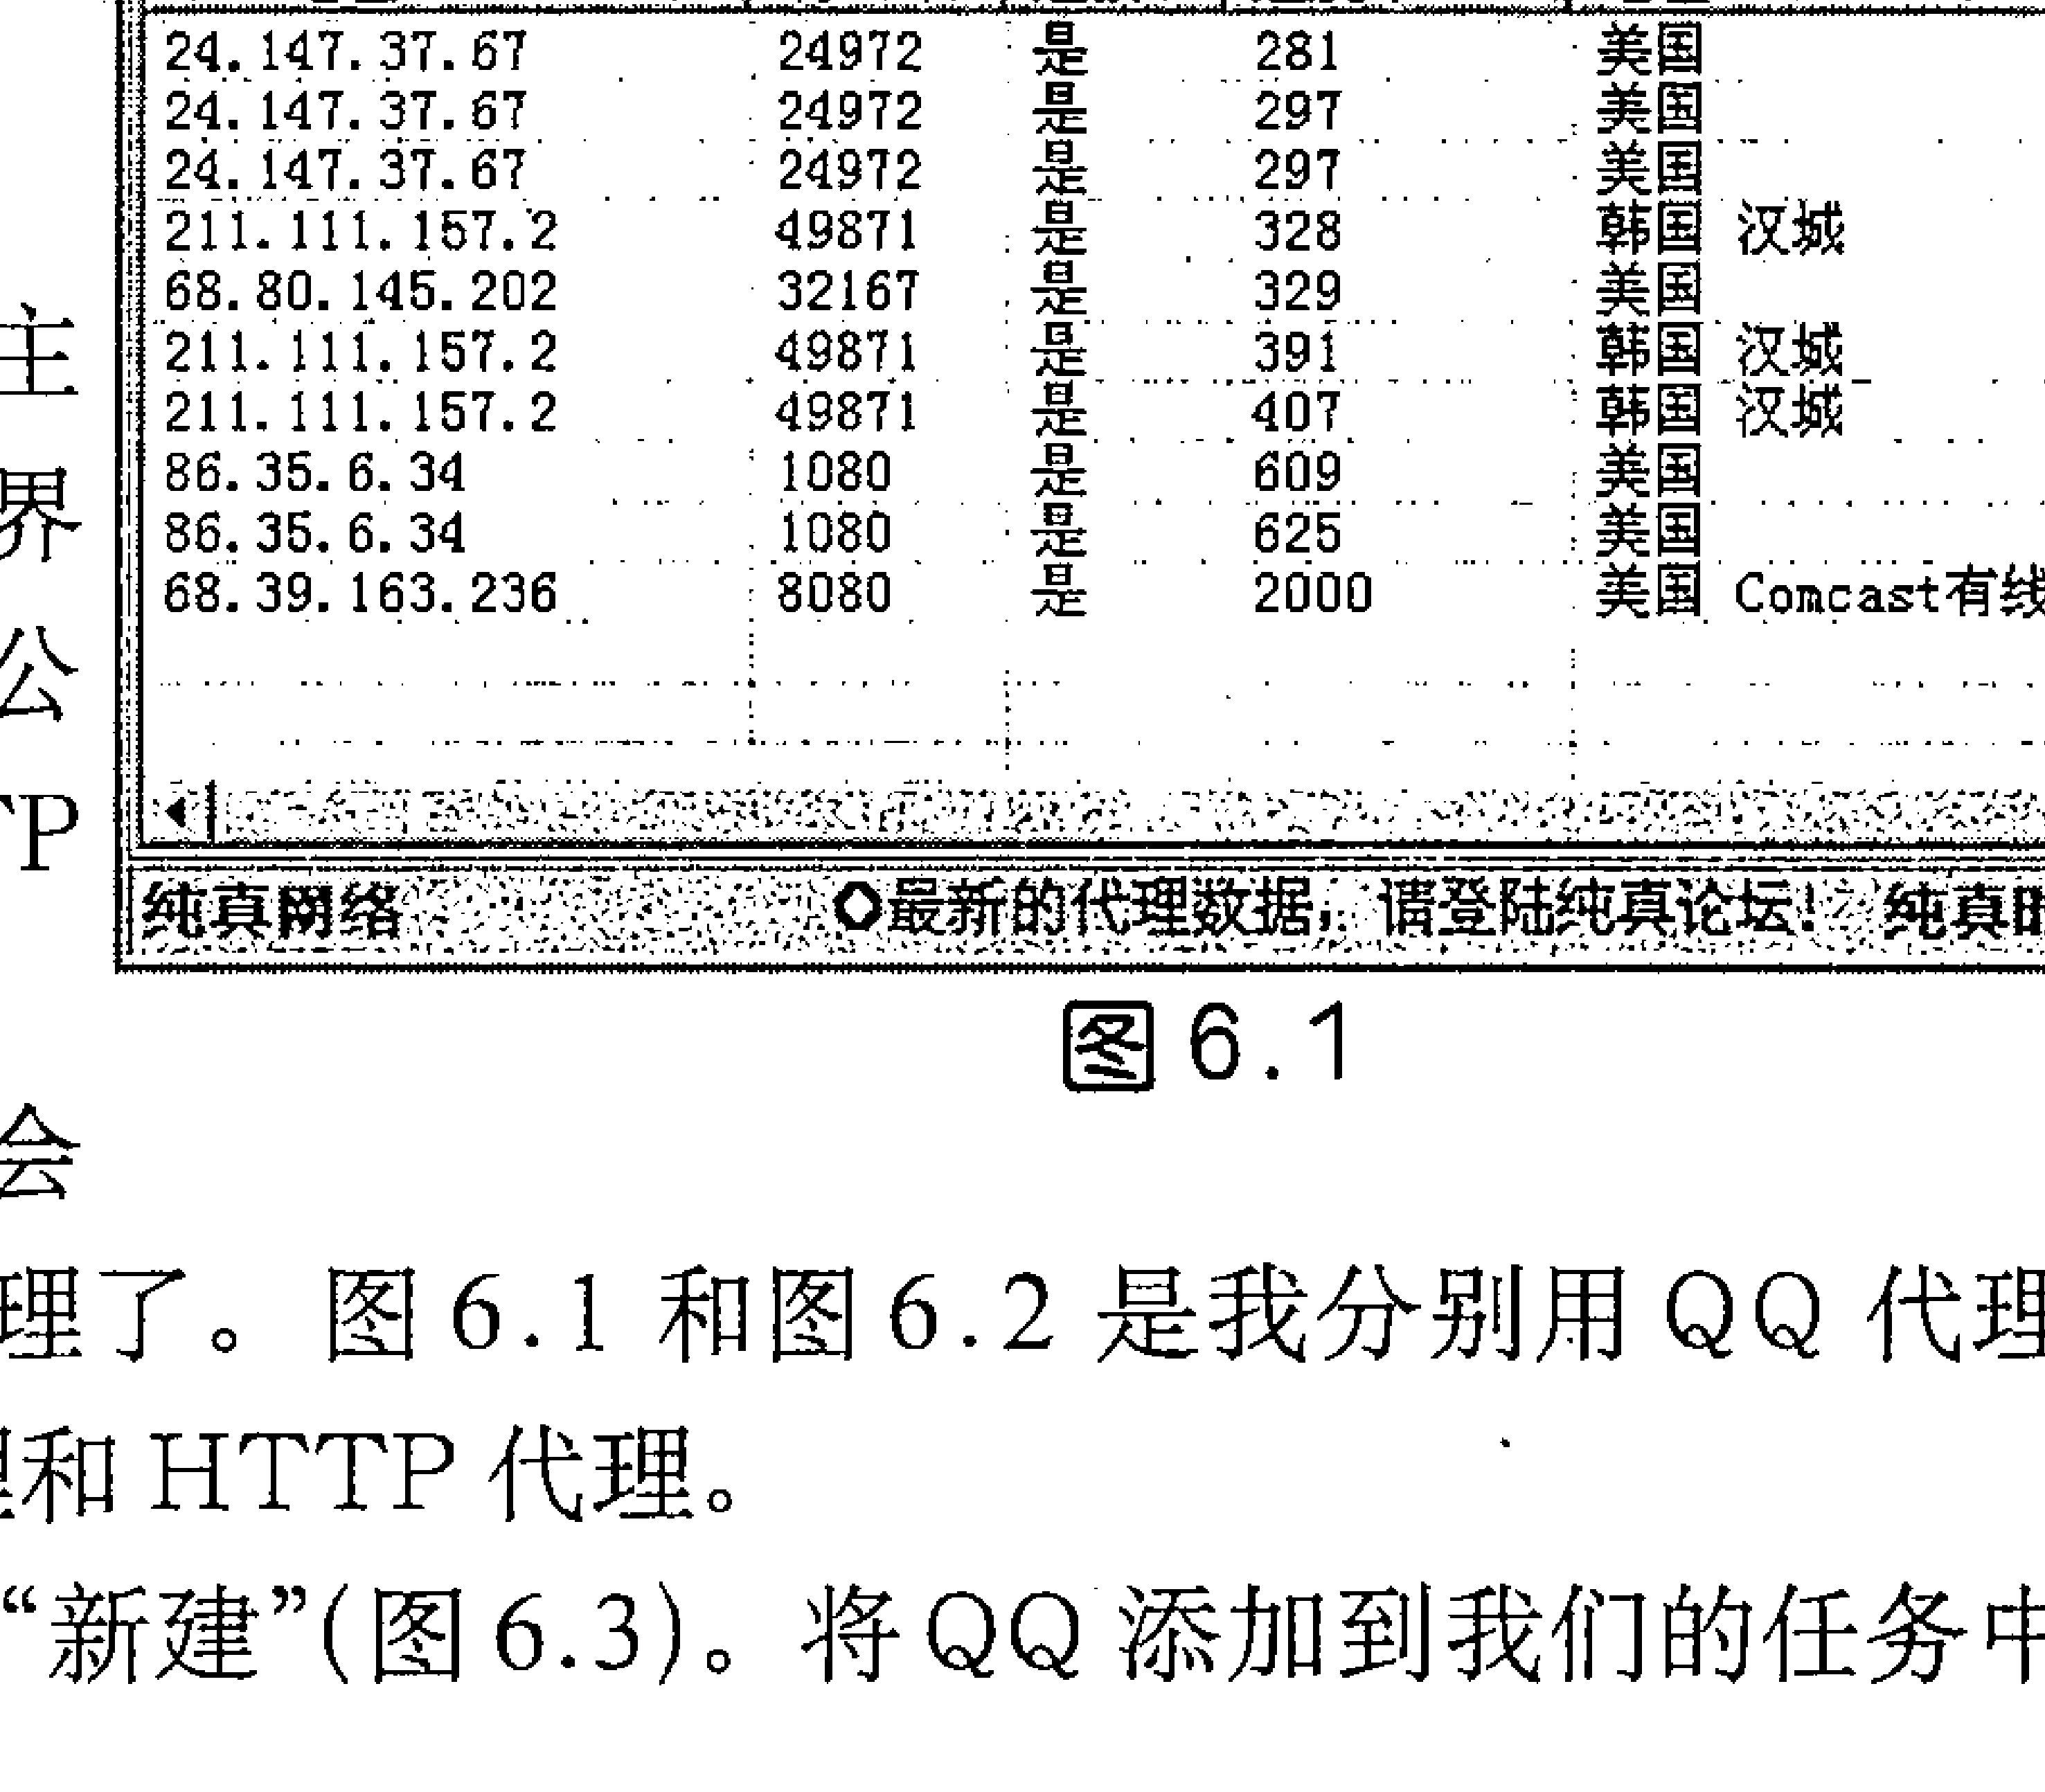 24.147.37.67 24972 是 281 美国
24.147.37.67 24972 是 297 美国
24.147.37.67 24972 是 297 美国
211.111.157.2 49871 是 328 韩国 汉城
68.80.145.202 32167 是 329 美国
211.111.157.2 49871 是 391 韩国 汉城
211.111.157.2 49871 是 407 韩国 汉城
86.35.6.34 1080 是 609 美国
86.35.6.34 1080 是 625 美国
68.39.163.236 8080 是 2000 美国 Comcast有线
纯真网络 最新的代理数据，请登陆纯真论坛！ 纯真
主
界
公
TP
图 6.1
会
理了。图 6.1 和图 6.2 是我分别用 QQ 代理
理和 HTTP 代理。
“新建”(图 6.3)。将 QQ 添加到我们的任务中